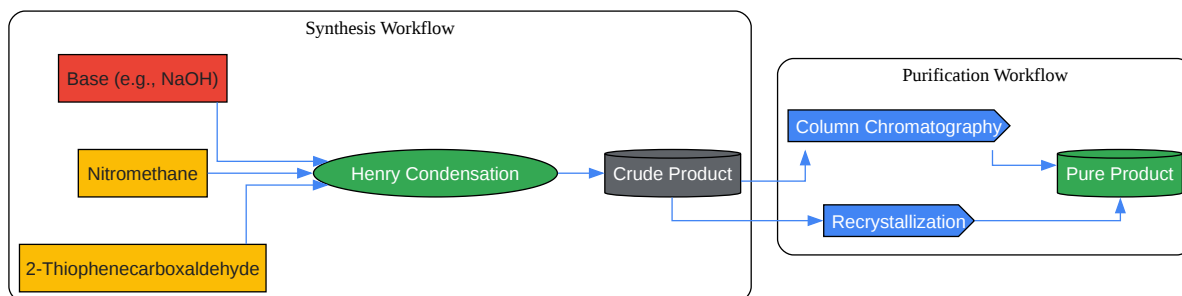 Synthesis Workflow
Base (e.g., NaOH)
Nitromethane
2-Thiophenecarboxaldehyde
Henry Condensation
Crude Product
Purification Workflow
Column Chromatography
Recrystallization
Pure Product